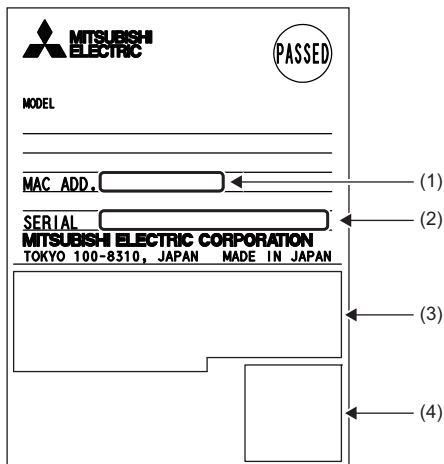 MITSUBISHI
ELECTRIC
PASSED
MODEL
MAC ADD.
(1)
SERIAL
(2)
MITSUBISHI ELECTRIC CORPORATION
TOKYO 100-8310, JAPAN MADE IN JAPAN
(3)
(4)